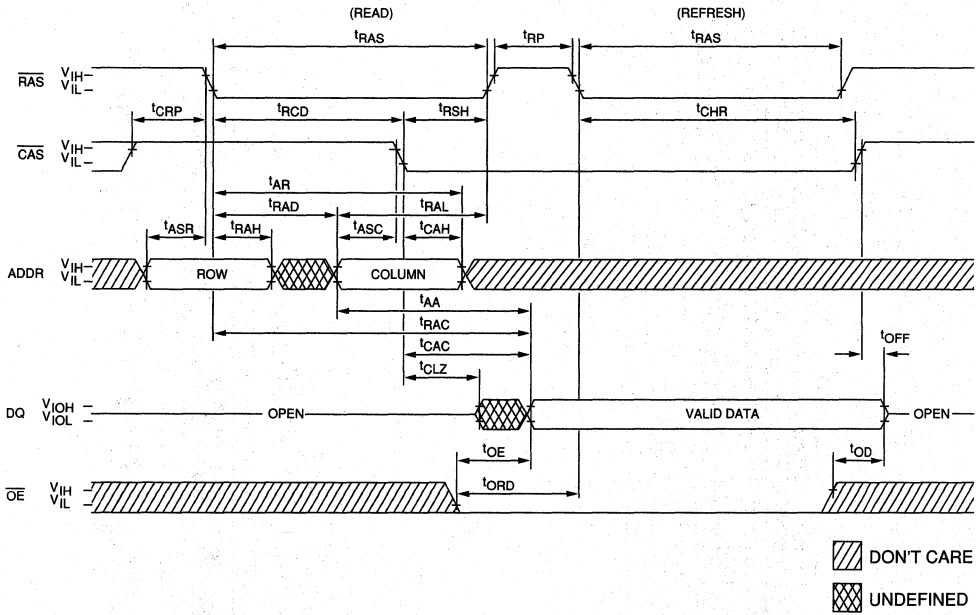 (READ) (REFRESH)
tRAS tRP tRAS
RAS VIH VIL
tCRP tRCD tRSH tCHR
CAS VIH VIL
tAR
tRAD tRAL
tASR tRAH tASC tCAH
ADDR VIH VIL ROW COLUMN
tAA
tRAC
tCAC tOFF
tCLZ
DQ VIOH VIOL OPEN VALID DATA OPEN
tOE tOD
tORD
OE VIH VIL
DON'T CARE
UNDEFINED